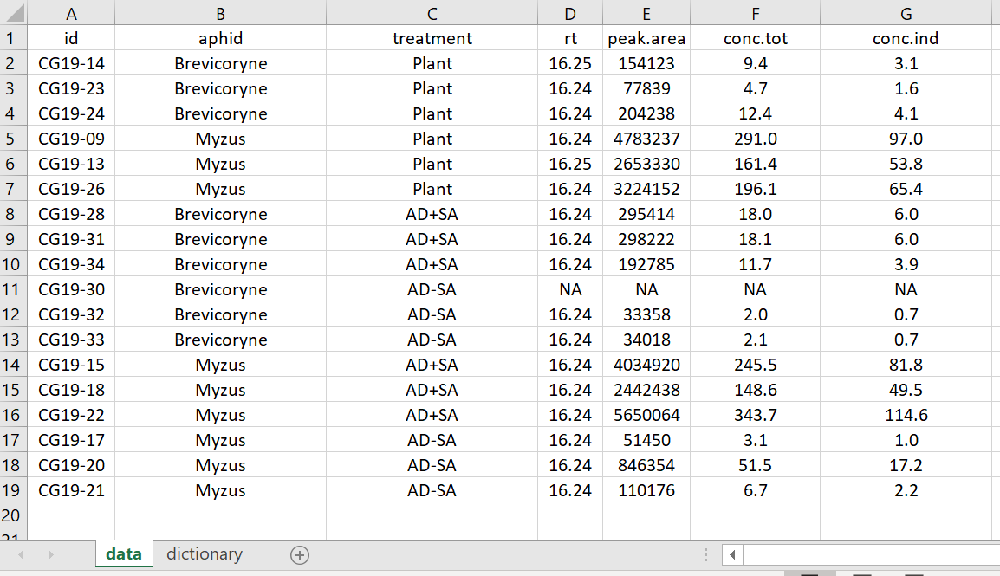 A B C D E F G
1 id aphid treatment rt peak.area conc.tot conc.ind
2 CG19-14 Brevicoryne Plant 16.25 154123 9.4 3.1
3 CG19-23 Brevicoryne Plant 16.24 77839 4.7 1.6
4 CG19-24 Brevicoryne Plant 16.24 204238 12.4 4.1
5 CG19-09 Myzus Plant 16.24 4783237 291.0 97.0
6 CG19-13 Myzus Plant 16.25 2653330 161.4 53.8
7 CG19-26 Myzus Plant 16.24 3224152 196.1 65.4
8 CG19-28 Brevicoryne AD+SA 16.24 295414 18.0 6.0
9 CG19-31 Brevicoryne AD+SA 16.24 298222 18.1 6.0
10 CG19-34 Brevicoryne AD+SA 16.24 192785 11.7 3.9
11 CG19-30 Brevicoryne AD-SA NA NA NA NA
12 CG19-32 Brevicoryne AD-SA 16.24 33358 2.0 0.7
13 CG19-33 Brevicoryne AD-SA 16.24 34018 2.1 0.7
14 CG19-15 Myzus AD+SA 16.24 4034920 245.5 81.8
15 CG19-18 Myzus AD+SA 16.24 2442438 148.6 49.5
16 CG19-22 Myzus AD+SA 16.24 5650064 343.7 114.6
17 CG19-17 Myzus AD-SA 16.24 51450 3.1 1.0
18 CG19-20 Myzus AD-SA 16.24 846354 51.5 17.2
19 CG19-21 Myzus AD-SA 16.24 110176 6.7 2.2
20
21
data dictionary